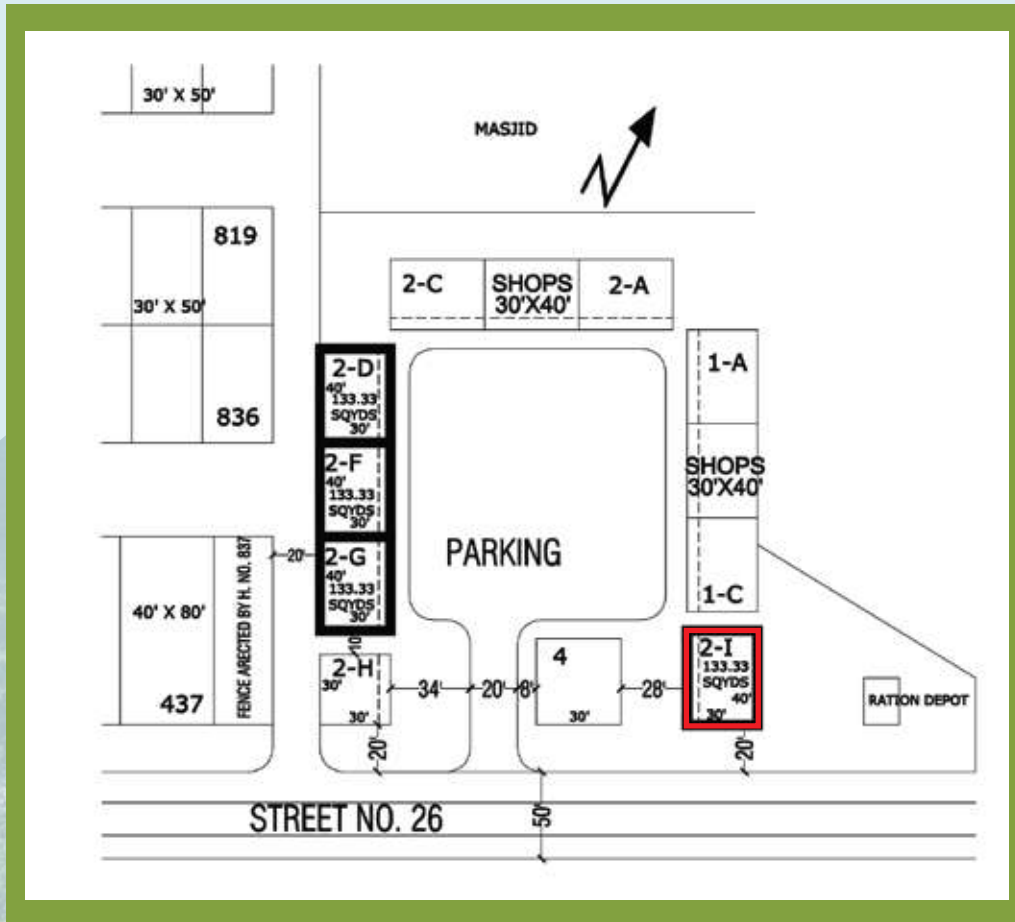 30' X 50'
MASJID
N
819
30' X 50'
836
2-C
SHOPS
30'X40'
2-A
2-D
40'
133.33
SQYDS
30'
1-A
2-F
40'
133.33
SQYDS
30'
SHOPS
30'X40'
PARKING
20'
2-G
40'
133.33
SQYDS
30'
1-C
40' X 80'
437
FENCE ARECTED BY H. NO. 837
10'
2-H
30'
30'
34'
20'
8'
4
30'
28'
2-I
133.33
SQYDS
40'
30'
RATION DEPOT
20'
20'
STREET NO. 26
50'